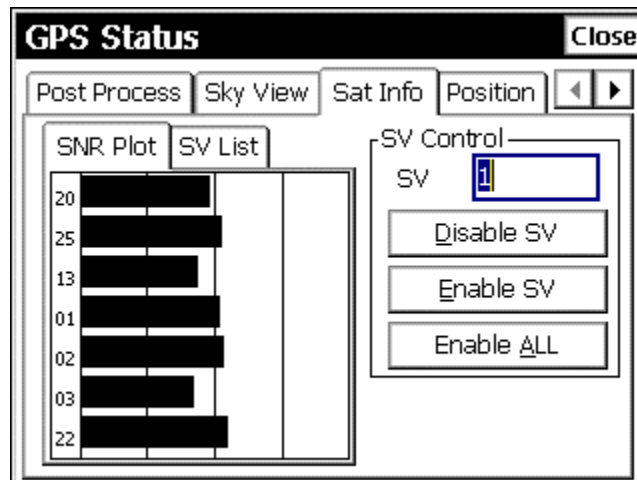 GPS Status Close
Post Process Sky View Sat Info Position
SNR Plot SV List
SV Control
SV 1
Disable SV
Enable SV
Enable ALL
20
25
13
01
02
03
22